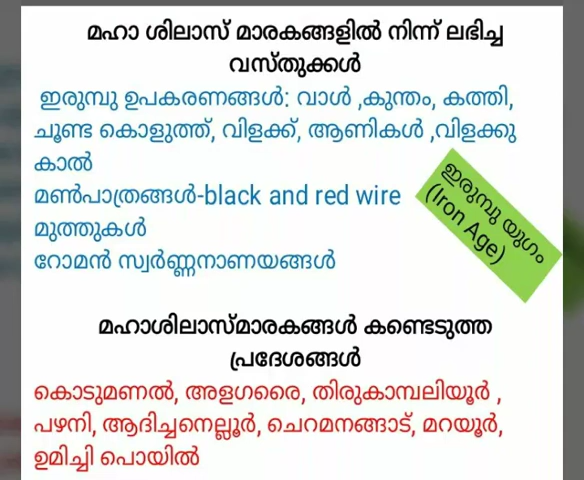 മഹാ ശിലാസ് മാരകങ്ങളിൽ നിന്ന് ലഭിച്ച
വസ്തുക്കൾ
ഇരുമ്പു ഉപകരണങ്ങൾ: വാൾ ,കുന്തം, കത്തി,
ചൂണ്ട കൊളുത്ത്, വിളക്ക്, ആണികൾ ,വിളക്കു
കാൽ
മൺപാത്രങ്ങൾ-black and red wire
മുത്തുകൾ
റോമൻ സ്വർണ്ണനാണയങ്ങൾ
ഇരുമ്പു യുഗം
(Iron Age)
മഹാശിലാസ്മാരകങ്ങൾ കണ്ടെടുത്ത
പ്രദേശങ്ങൾ
കൊടുമണൽ, അളഗരൈ, തിരുകാമ്പലിയൂർ ,
പഴനി, ആദിച്ചനെല്ലൂർ, ചെറമനങ്ങാട്, മറയൂർ,
ഉമിച്ചി പൊയിൽ